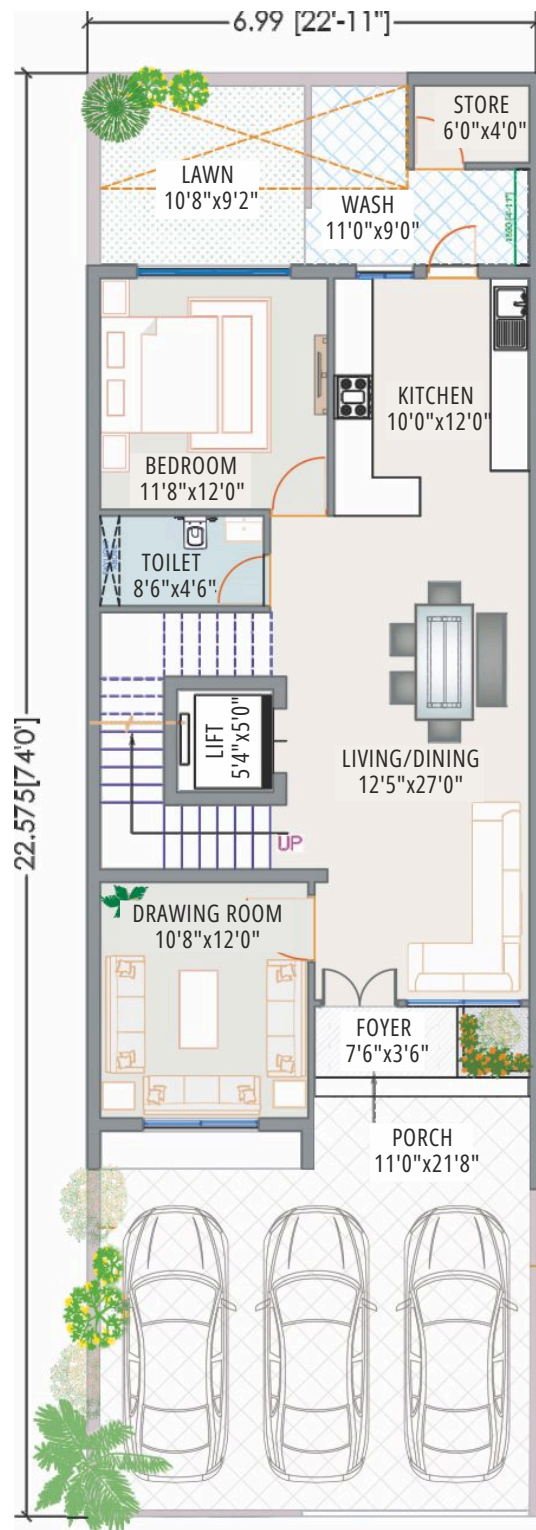 6.99 [22'-11"]
STORE
6'0"x4'0"
LAWN
10'8"x9'2"
WASH
11'0"x9'0"
KITCHEN
10'0"x12'0"
BEDROOM
11'8"x12'0"
TOILET
8'6"x4'6"
22.575[74'0']
LIFT
5'4"x5'0"
LIVING/DINING
12'5"x27'0"
UP
DRAWING ROOM
10'8"x12'0"
FOYER
7'6"x3'6"
PORCH
11'0"x21'8"